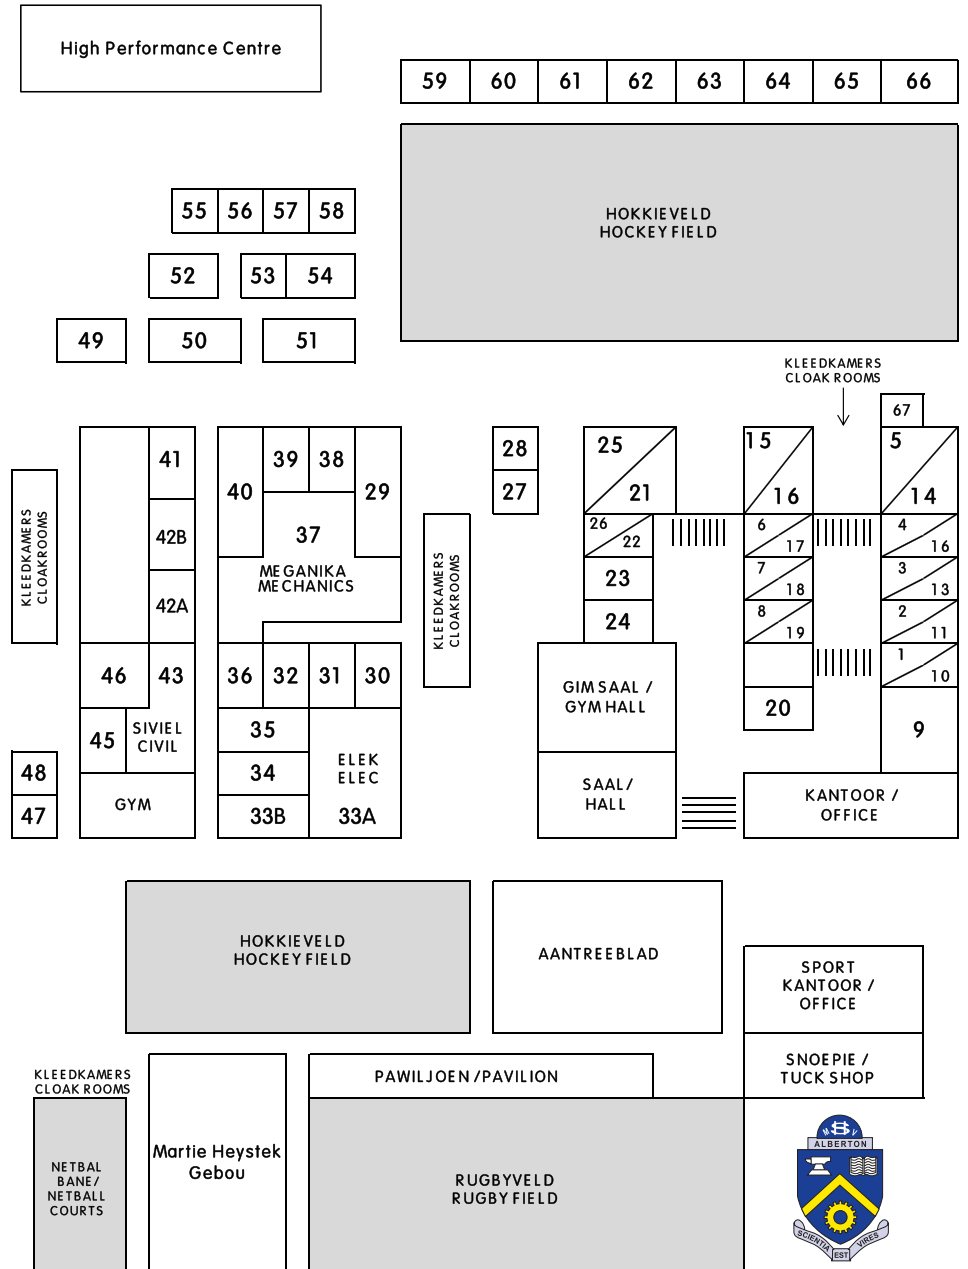 High Performance Centre
59 60 61 62 63 64 65 66
HOKKIEVELD
HOCKEY FIELD
55 56 57 58
52 53 54
49 50 51
KLEEDKAMERS
CLOAK ROOMS
67
41
42B
42A
46 43
45
SIVIEL
CIVIL
GYM
48
47
KLEEDKAMERS
CLOAKROOMS
40 39 38 29
37
MEGANIKA
MECHANICS
36 32 31 30
35
34
33B
ELEK
ELEC
33A
KLEEDKAMERS
CLOAKROOMS
28
27
25
21
26
22
23
24
GIM SAAL /
GYM HALL
SAAL/
HALL
15
16
6
17
7
18
8
19
20
5
14
4
16
3
13
2
11
1
10
9
KANTOOR /
OFFICE
HOKKIEVELD
HOCKEY FIELD
AANTREEBLAD
SPORT
KANTOOR /
OFFICE
SNOEPIE /
TUCK SHOP
PAWILJOEN /PAVILION
KLEEDKAMERS
CLOAK ROOMS
NETBAL
BANE/
NETBALL
COURTS
Martie Heystek
Gebou
RUGBYVELD
RUGBY FIELD
M HS V
ALBERTON
SCIENTIA EST VIRES